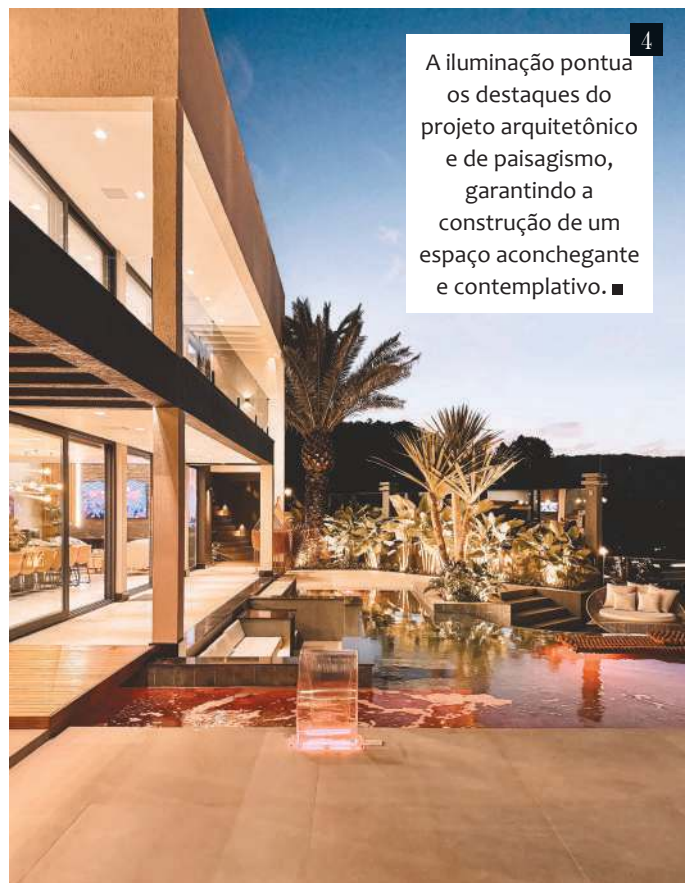 4
A iluminação pontua
os destaques do
projeto arquitetônico
e de paisagismo,
garantindo a
construção de um
espaço aconchegante
e contemplativo. ■